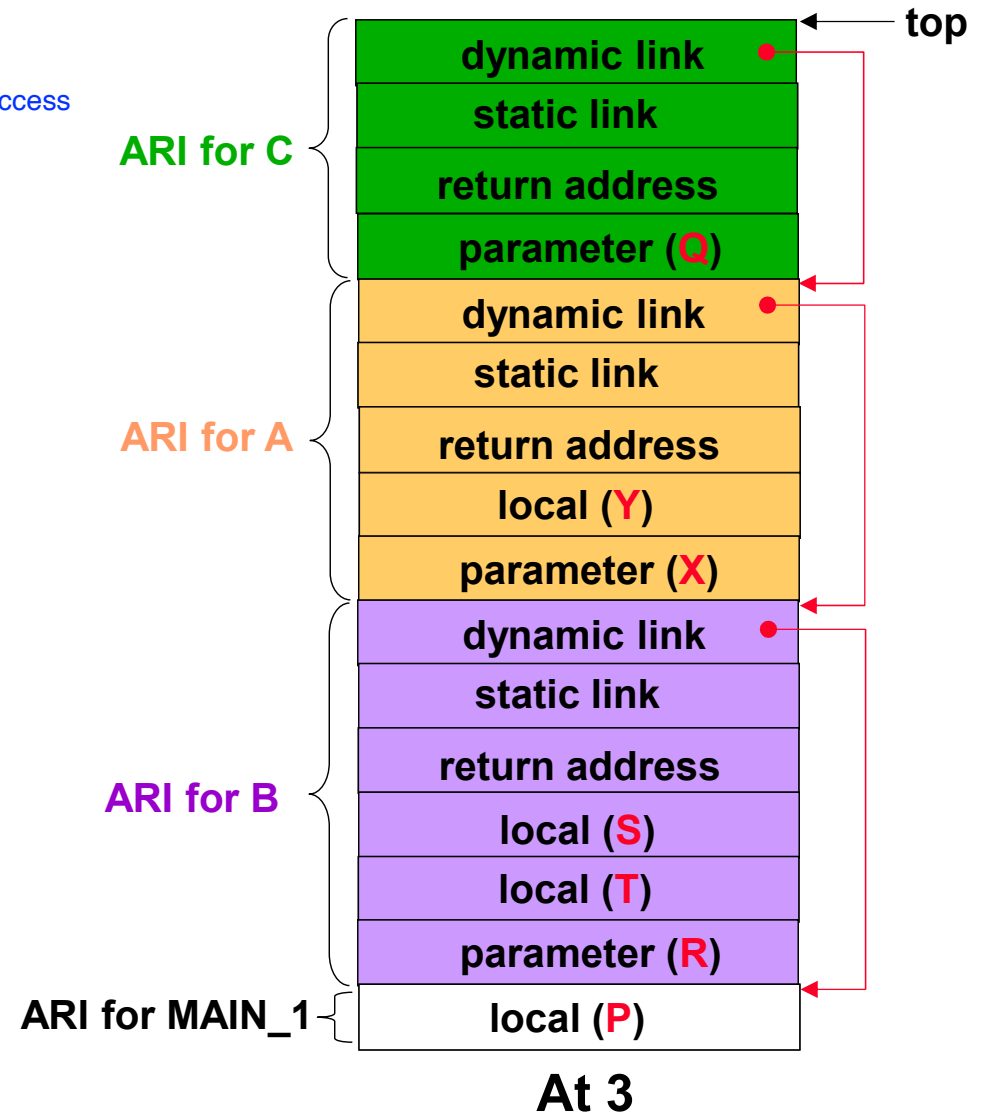 top
dynamic link
ccess
static link
ARI for C
return address
parameter (Q)
dynamic link
static link
ARI for A
return address
local (Y)
parameter (X)
dynamic link
static link
return address
ARI for B
local (S)
local (T)
parameter (R)
ARI for MAIN_1
local (P)
At 3